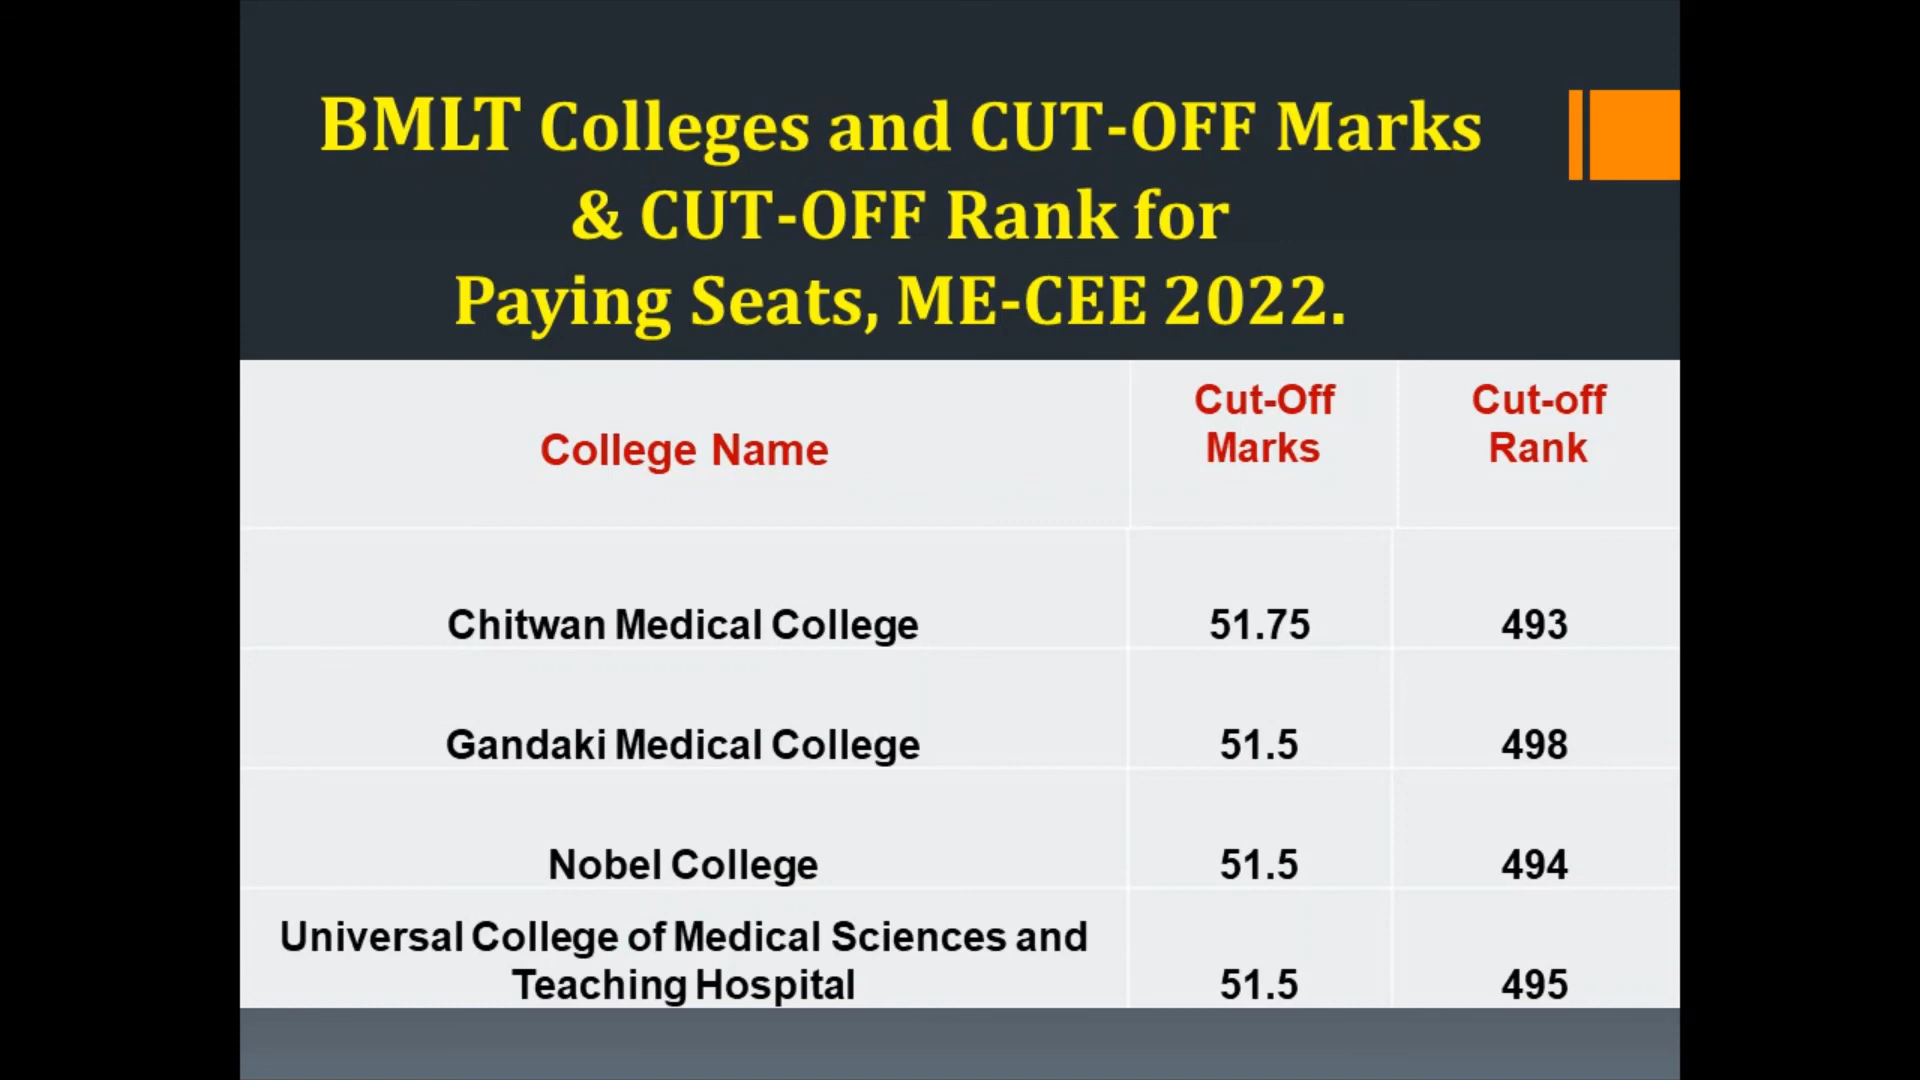 BMLT Colleges and CUT-OFF Marks
& CUT-OFF Rank for
Paying Seats, ME-CEE 2022.
College Name
Cut-Off
Marks
Cut-off
Rank
Chitwan Medical College 51.75 493
Gandaki Medical College 51.5 498
Nobel College 51.5 494
Universal College of Medical Sciences and
Teaching Hospital 51.5 495